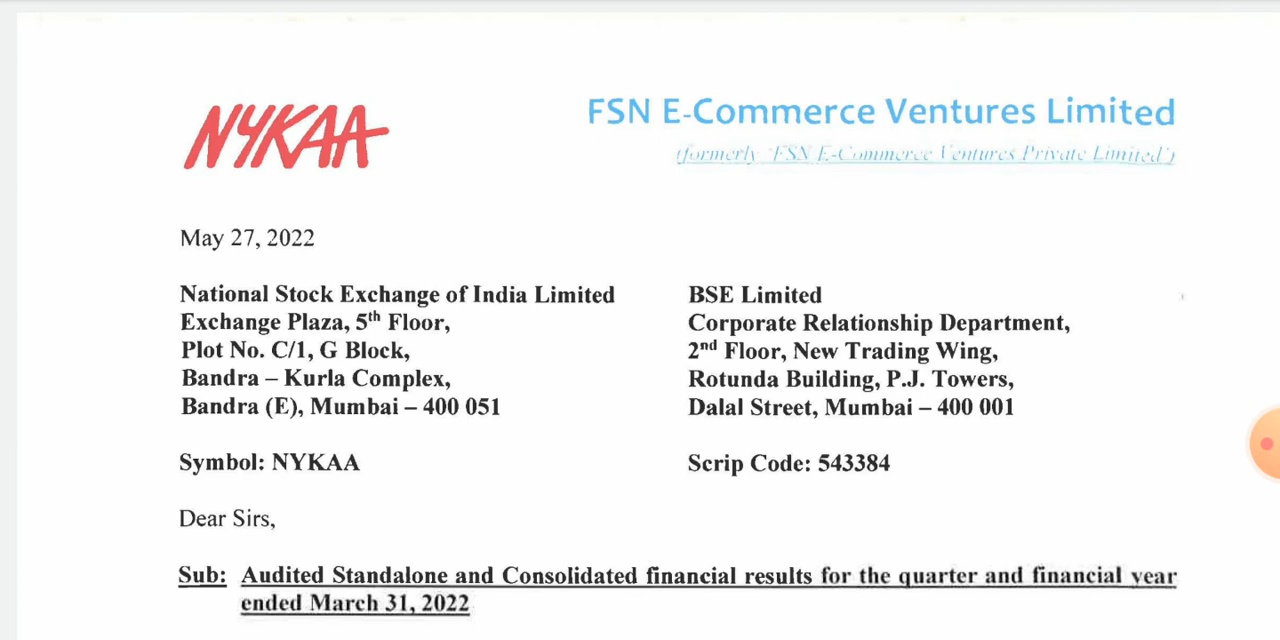 NYKAA
FSN E-Commerce Ventures Limited
(formerly 'FSN E-Commerce Ventures Private Limited')
May 27, 2022
National Stock Exchange of India Limited
Exchange Plaza, 5th Floor,
Plot No. C/1, G Block,
Bandra – Kurla Complex,
Bandra (E), Mumbai – 400 051
BSE Limited
Corporate Relationship Department,
2nd Floor, New Trading Wing,
Rotunda Building, P.J. Towers,
Dalal Street, Mumbai – 400 001
Symbol: NYKAA
Scrip Code: 543384
Dear Sirs,
Sub: Audited Standalone and Consolidated financial results for the quarter and financial year
ended March 31, 2022